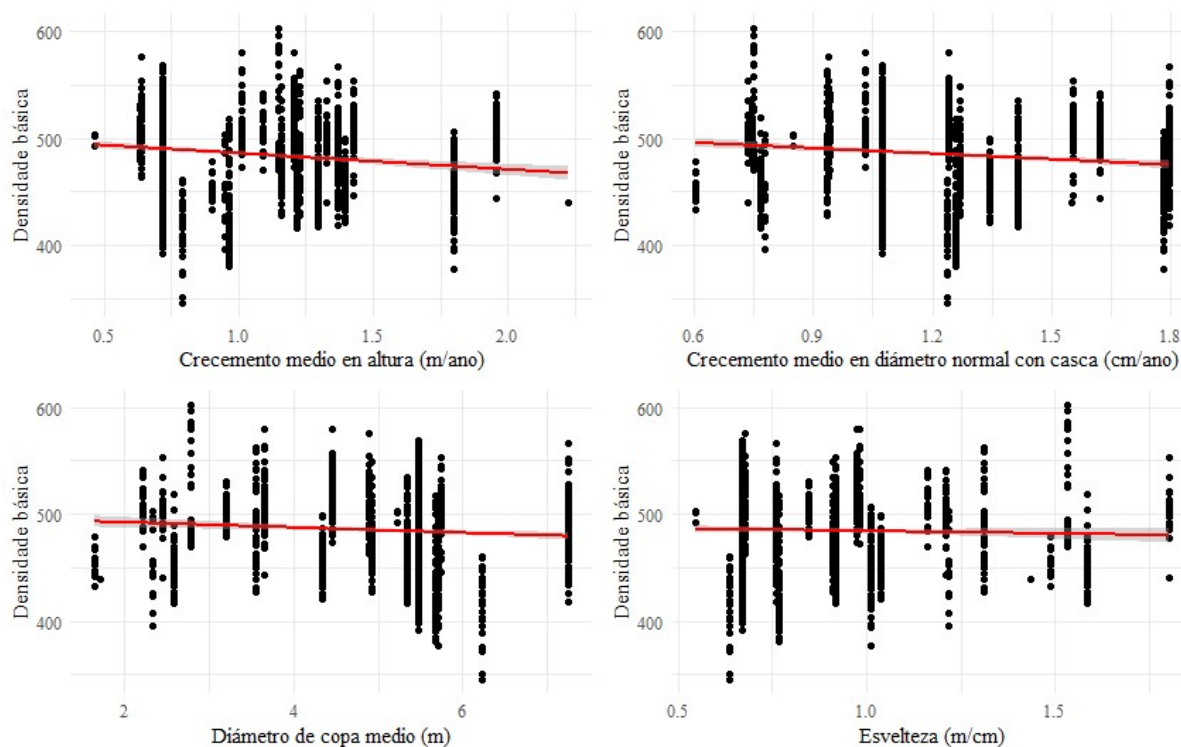 600
500
400
Densidade básica
0.5 1.0 1.5 2.0
Crecemento medio en altura (m/ano)
600
500
400
Densidade básica
0.6 0.9 1.2 1.5 1.8
Crecemento medio en diámetro normal con casca (cm/ano)
600
500
400
Densidade básica
2 4 6
Diámetro de copa medio (m)
600
500
400
Densidade básica
0.5 1.0 1.5
Esvelteza (m/cm)